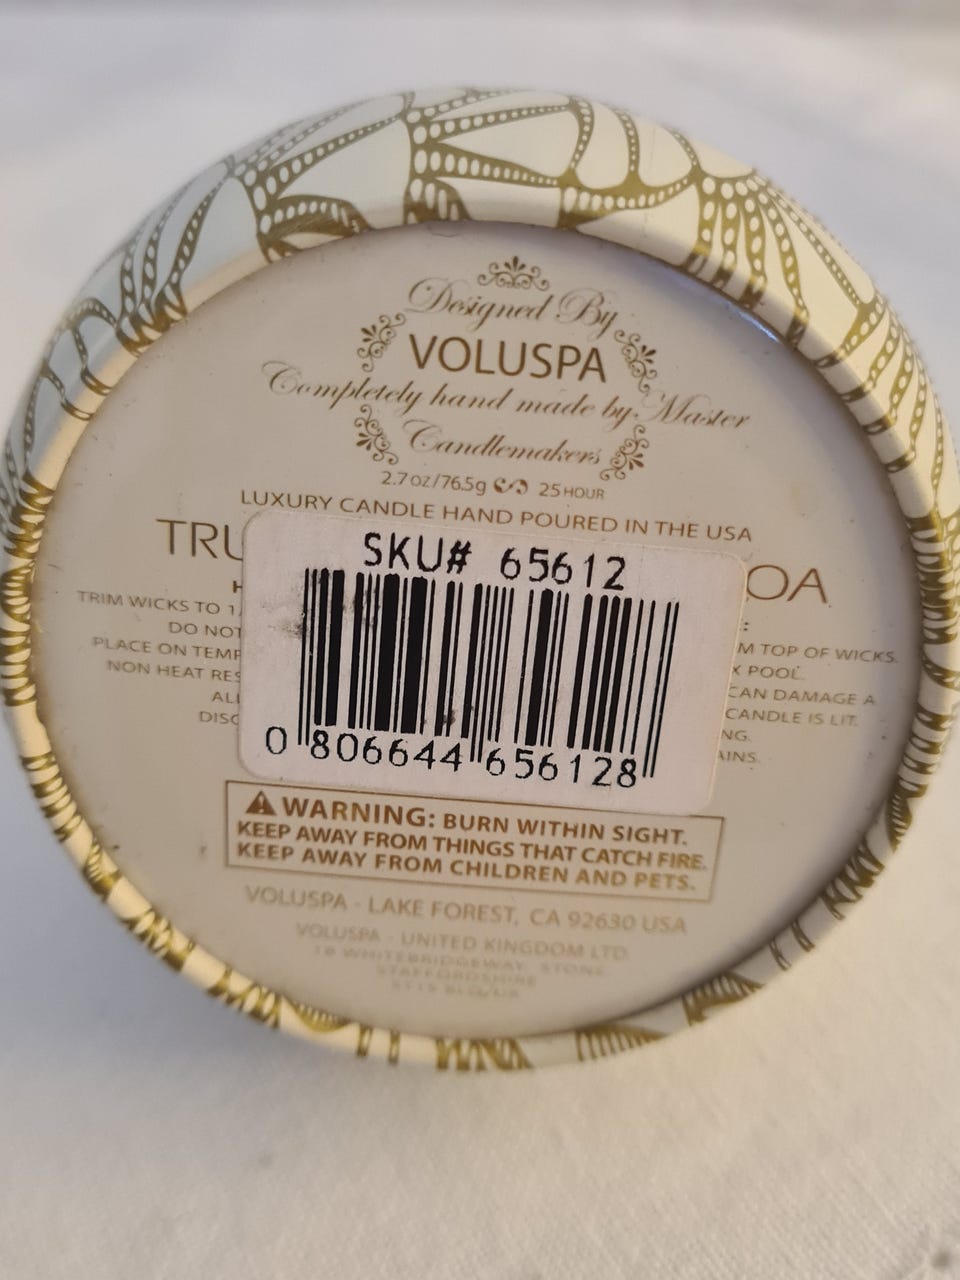 Designed By
VOLUSPA
Completely hand made by Master
Candlemakers
2.7 oz/76.5g 25 HOUR
LUXURY CANDLE HAND POURED IN THE USA
TRU OA
SKU# 65612
TRIM WICKS TO 1 M TOP OF WICKS.
DO NOT X POOL.
PLACE ON TEMP CAN DAMAGE A
NON HEAT RES CANDLE IS LIT.
ALL NG.
DISC AINS.
0 806644 656128
WARNING: BURN WITHIN SIGHT.
KEEP AWAY FROM THINGS THAT CATCH FIRE.
KEEP AWAY FROM CHILDREN AND PETS.
VOLUSPA - LAKE FOREST, CA 92630 USA
VOLUSPA - UNITED KINGDOM LTD.
18 WHITEBRIDGEWAY, STONE
STAFFORDSHIRE